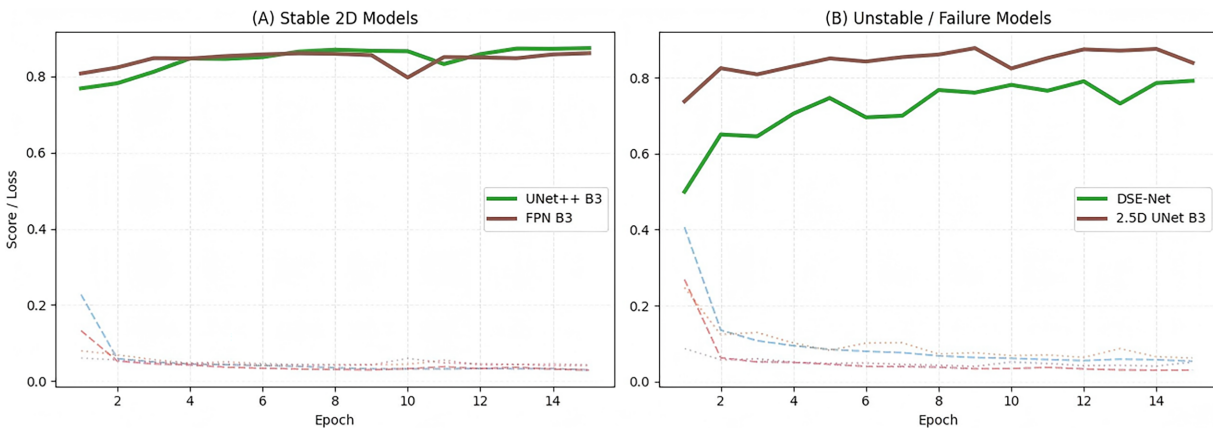 (A) Stable 2D Models
Score / Loss
0.8
0.6
0.4
0.2
0.0
UNet++ B3
FPN B3
2 4 6 8 10 12 14
Epoch
(B) Unstable / Failure Models
0.8
0.6
0.4
0.2
0.0
DSE-Net
2.5D UNet B3
2 4 6 8 10 12 14
Epoch